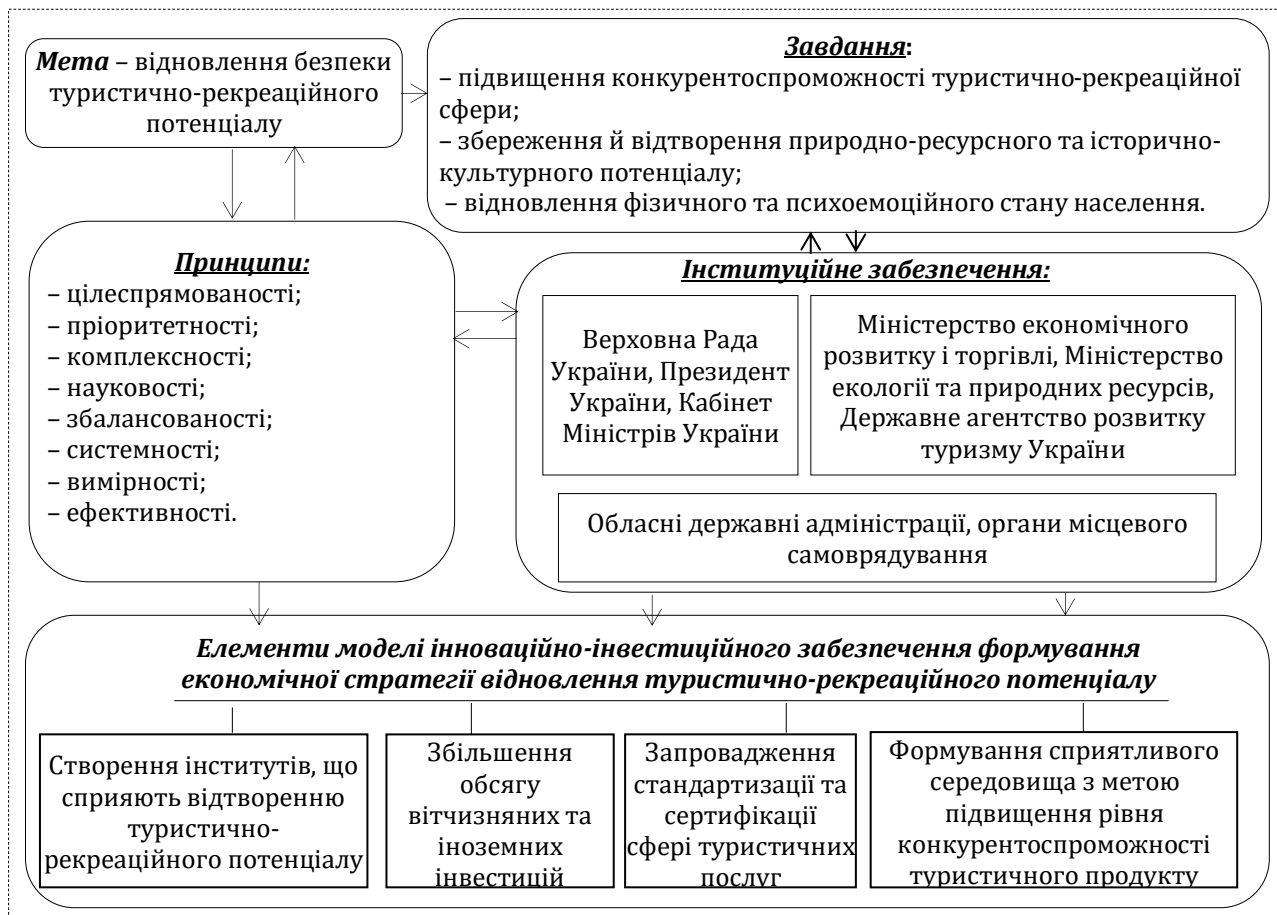 Мета – відновлення безпеки
туристично-рекреаційного
потенціалу
Завдання:
– підвищення конкурентоспроможності туристично-рекреаційної
сфери;
– збереження й відтворення природно-ресурсного та історично-
культурного потенціалу;
– відновлення фізичного та психоемоційного стану населення.
Принципи:
– цілеспрямованості;
– пріоритетності;
– комплексності;
– науковості;
– збалансованості;
– системності;
– вимірності;
– ефективності.
Інституційне забезпечення:
Верховна Рада
України, Президент
України, Кабінет
Міністрів України
Міністерство економічного
розвитку і торгівлі, Міністерство
екології та природних ресурсів,
Державне агентство розвитку
туризму України
Обласні державні адміністрації, органи місцевого
самоврядування
Елементи моделі інноваційно-інвестиційного забезпечення формування
економічної стратегії відновлення туристично-рекреаційного потенціалу
Створення інститутів, що
сприяють відтворенню
туристично-
рекреаційного потенціалу
Збільшення
обсягу
вітчизняних та
іноземних
інвестицій
Запровадження
стандартизації та
сертифікації
сфері туристичних
послуг
Формування сприятливого
середовища з метою
підвищення рівня
конкурентоспроможності
туристичного продукту